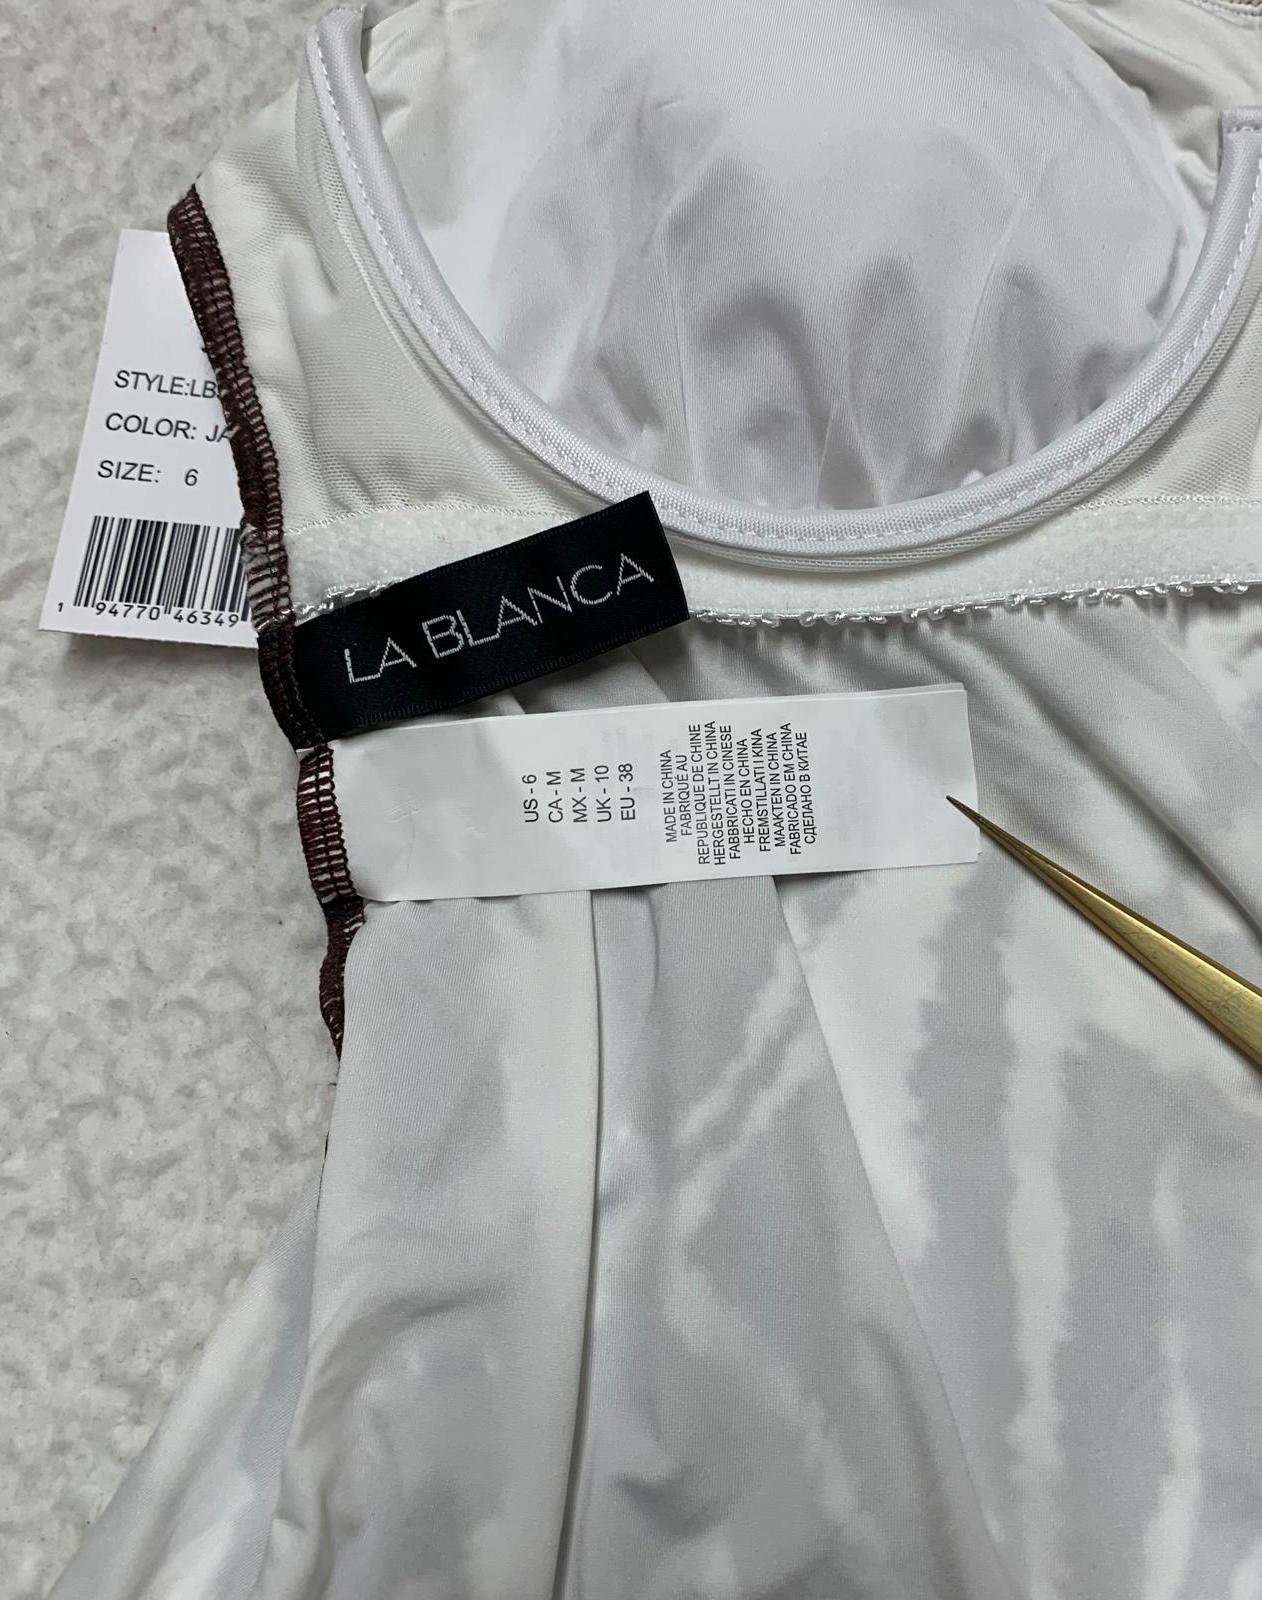 STYLE:LB
COLOR: JA
SIZE: 6
1 94770 46349
LA BLANCA
US - 6
CA - M
MX - M
UK - 10
EU - 38
MADE IN CHINA
FABRIQUÉ AU
REPUBLIQUE DE CHINE
HERGESTELLT IN CHINA
FABBRICATI IN CINESE
HECHO EN CHINA
FREMSTILLATI I KINA
MAAKTEN IN CHINA
FABRICADO EM CHINA
СДЕЛАНО В КИТАЕ